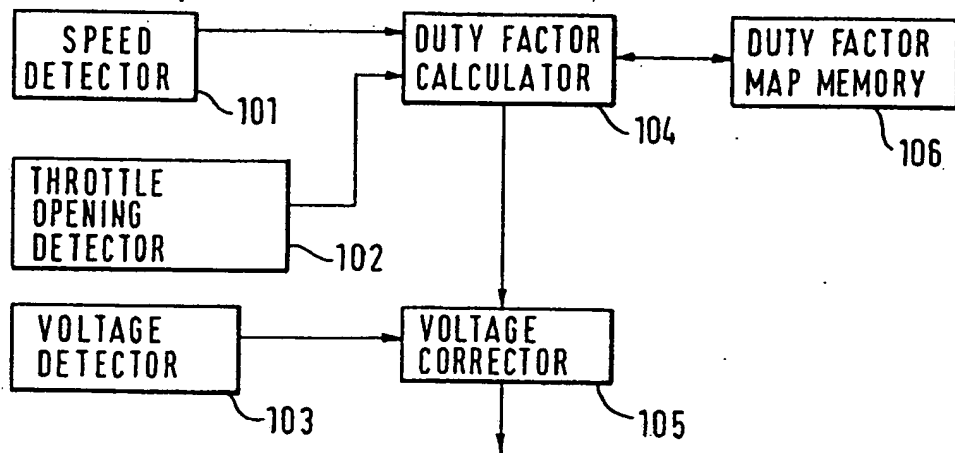 SPEED
DETECTOR
101
DUTY FACTOR
CALCULATOR
104
DUTY FACTOR
MAP MEMORY
106
THROTTLE
OPENING
DETECTOR
102
VOLTAGE
DETECTOR
103
VOLTAGE
CORRECTOR
105